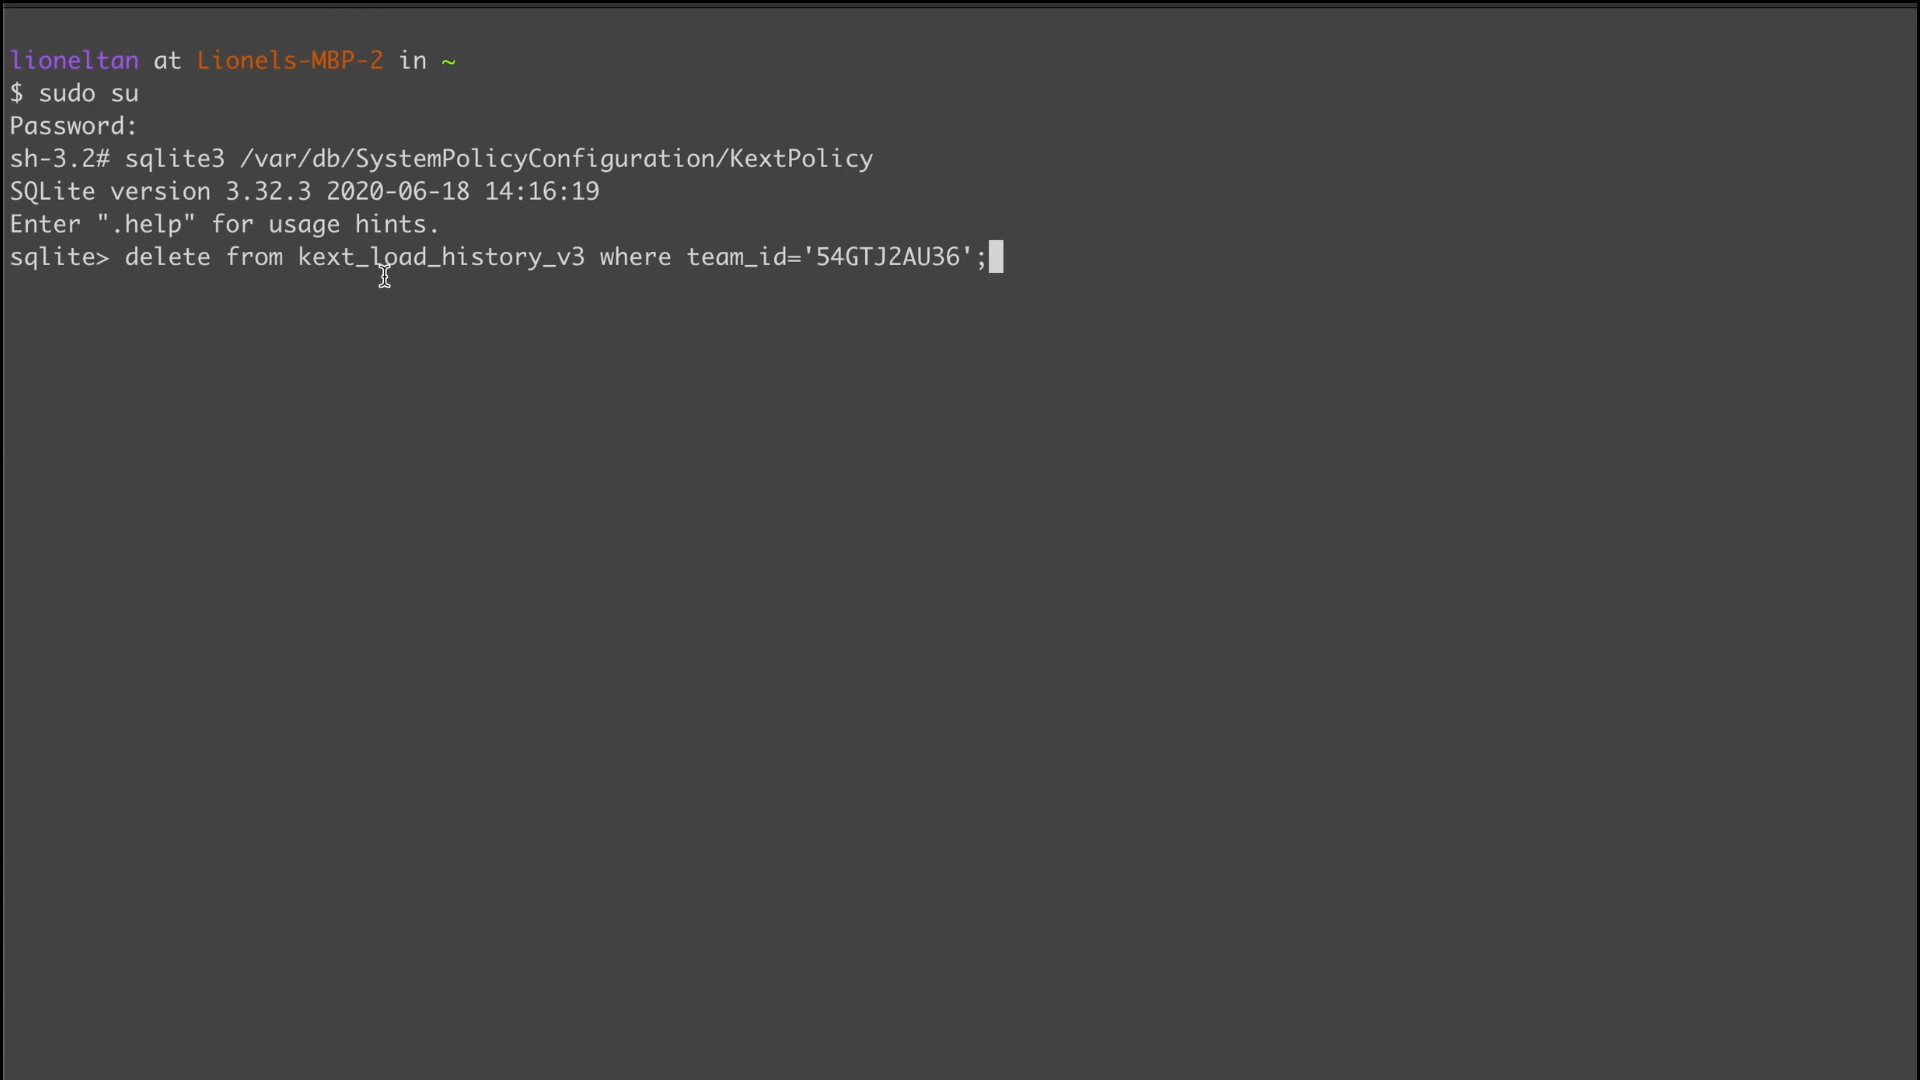 lioneltan at Lionels-MBP-2 in ~
$ sudo su
Password:
sh-3.2# sqlite3 /var/db/SystemPolicyConfiguration/KextPolicy
SQLite version 3.32.3 2020-06-18 14:16:19
Enter ".help" for usage hints.
sqlite> delete from kext_load_history_v3 where team_id='54GTJ2AU36';